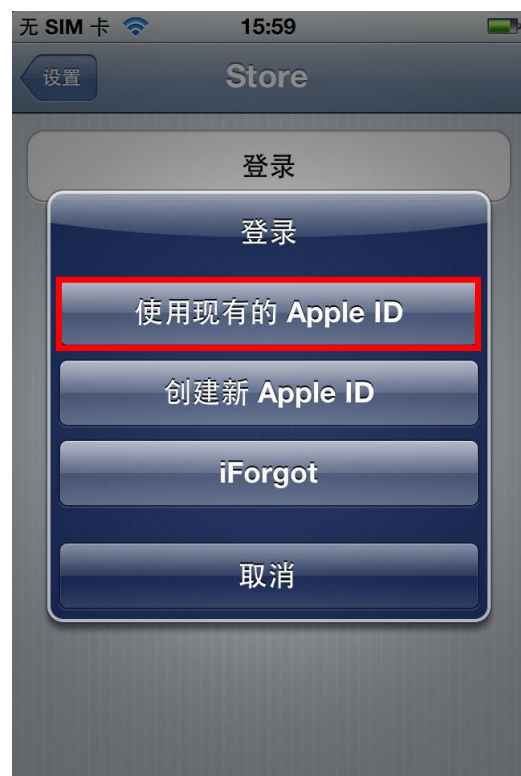 无 SIM 卡 15:59
设置 Store
登录
登录
使用现有的 Apple ID
创建新 Apple ID
iForgot
取消